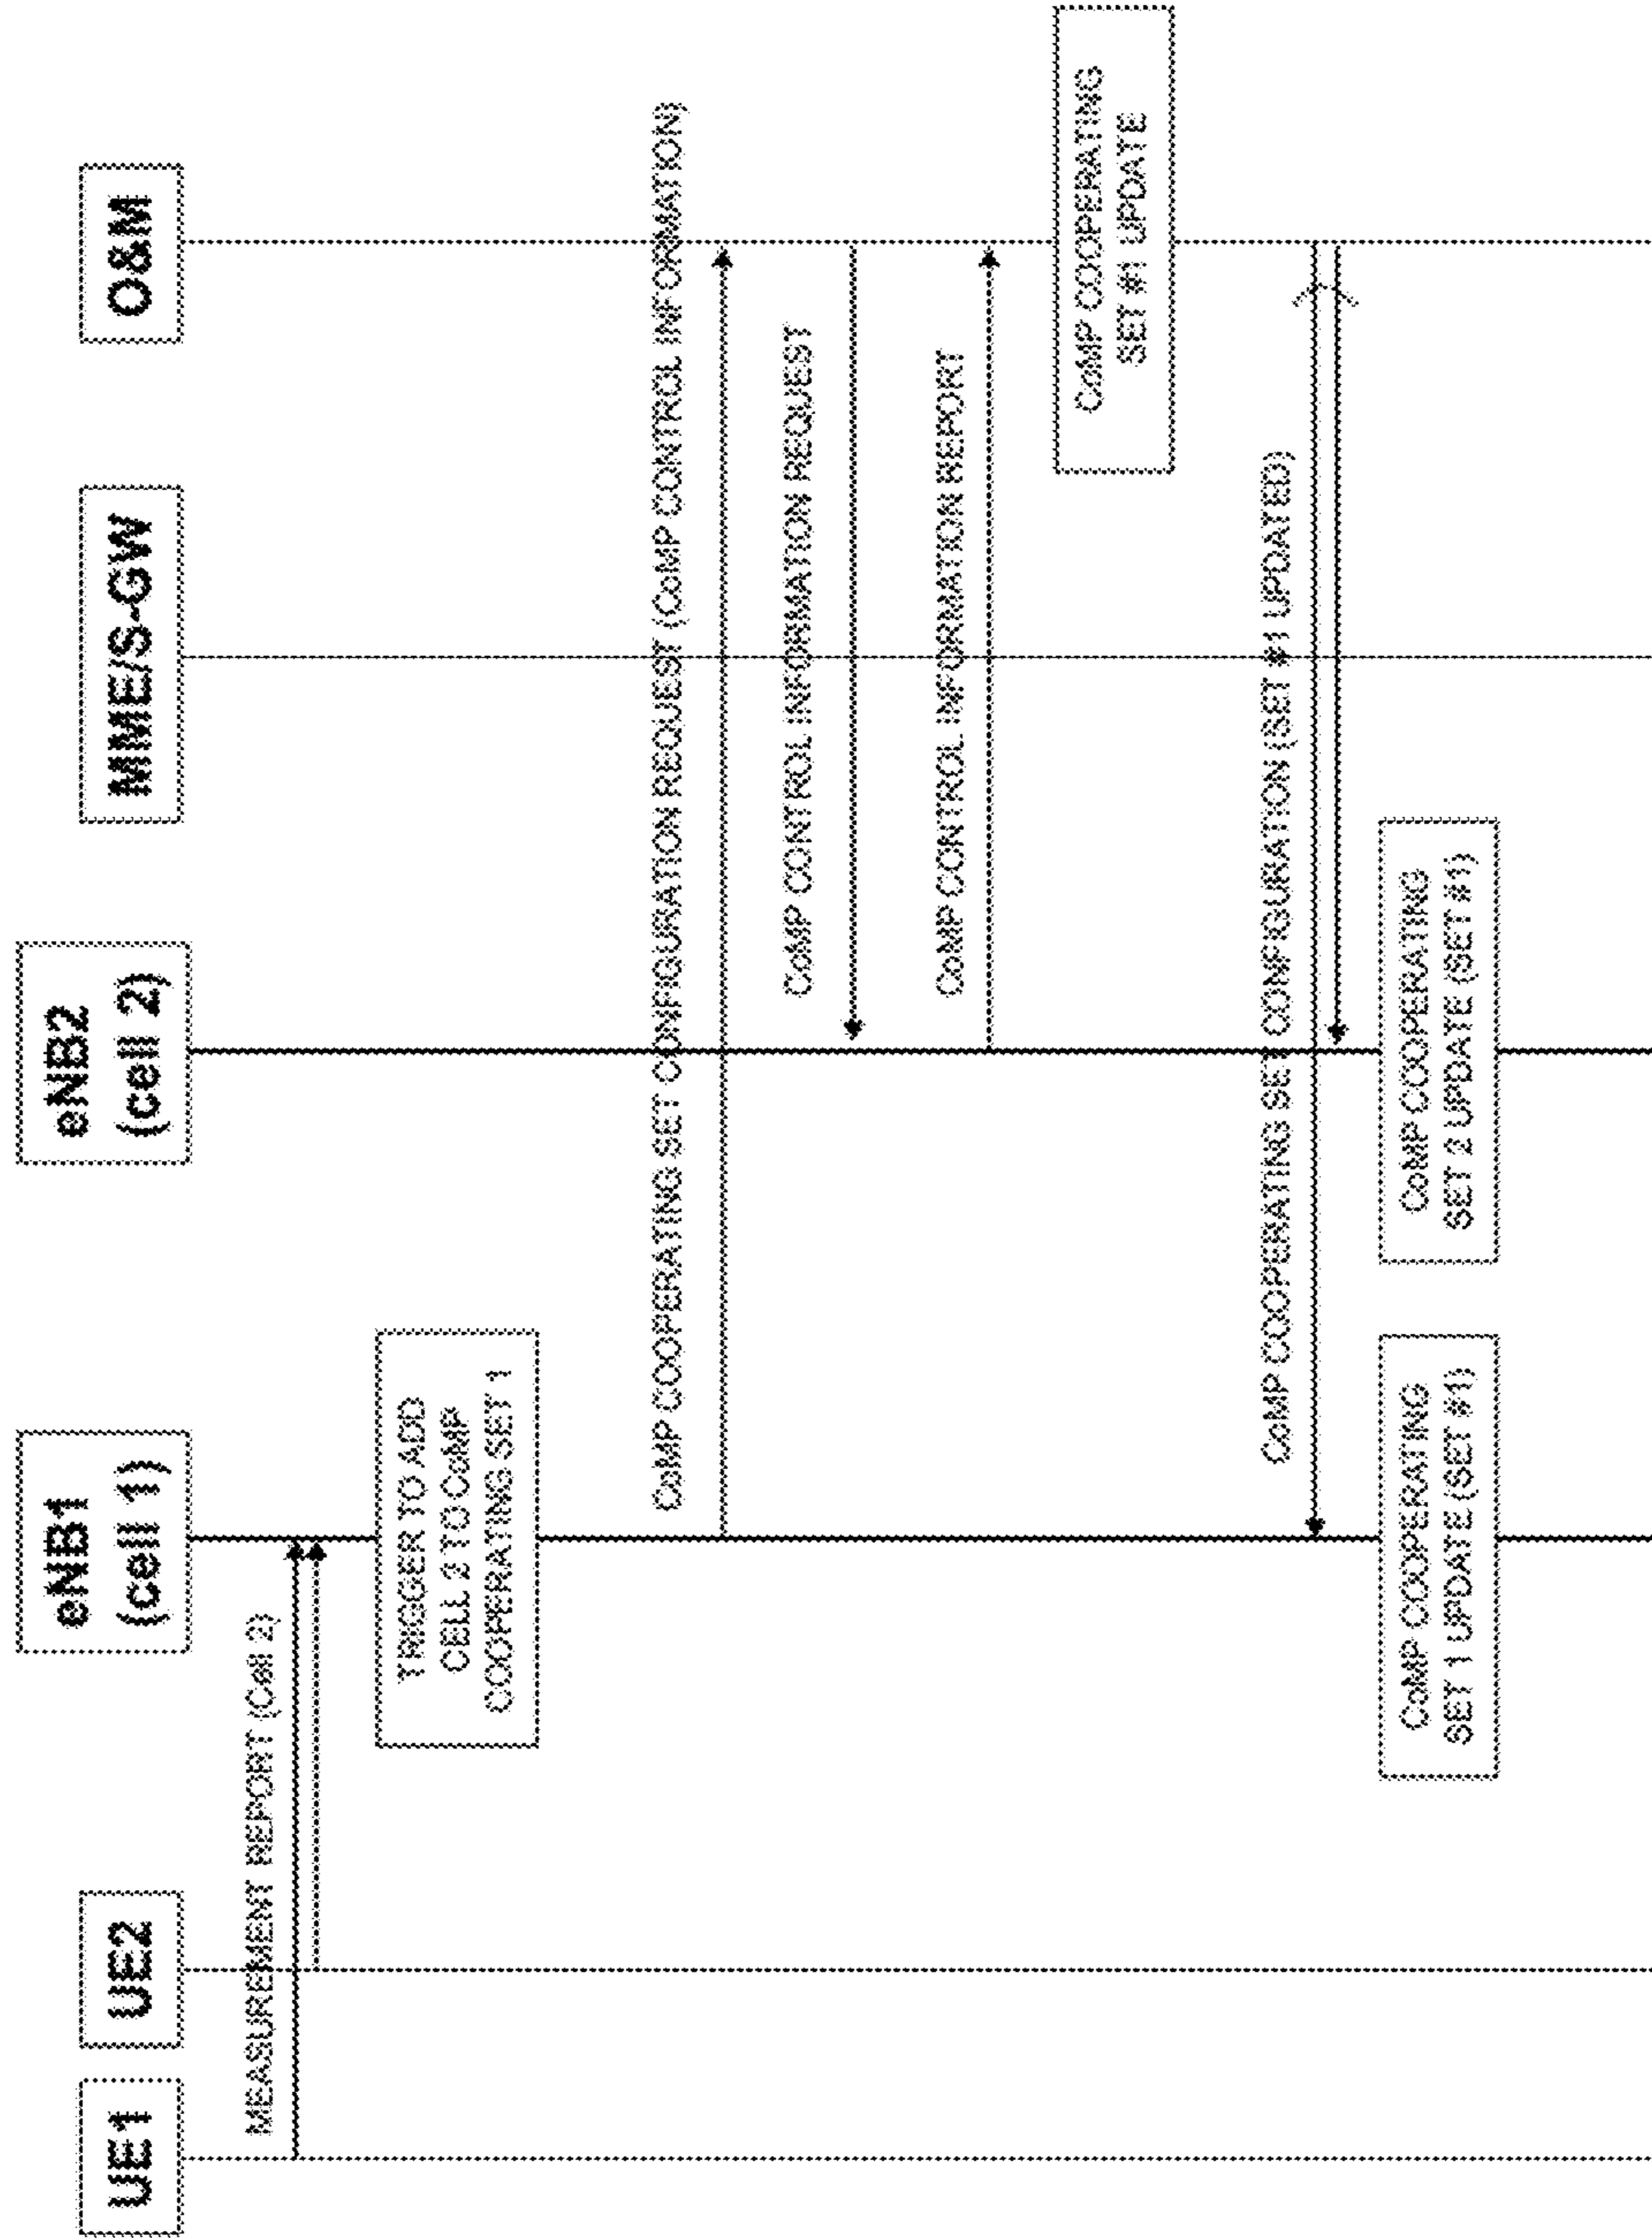 UE1
UE2
eNB1
(cell 1)
eNB2
(cell 2)
MME/S-GW
O&M
MEASUREMENT REPORT (Cell 2)
TRIGGER TO ADD
CELL 2 TO CoMP
COOPERATING SET 1
CoMP COOPERATING SET CONFIGURATION REQUEST (CoMP CONTROL INFORMATION)
CoMP CONTROL INFORMATION REQUEST
CoMP CONTROL INFORMATION REPORT
CoMP COOPERATING
SET #1 UPDATE
CoMP COOPERATING SET CONFIGURATION (SET #1 UPDATED)
CoMP COOPERATING
SET 1 UPDATE (SET #1)
CoMP COOPERATING
SET 2 UPDATE (SET #1)